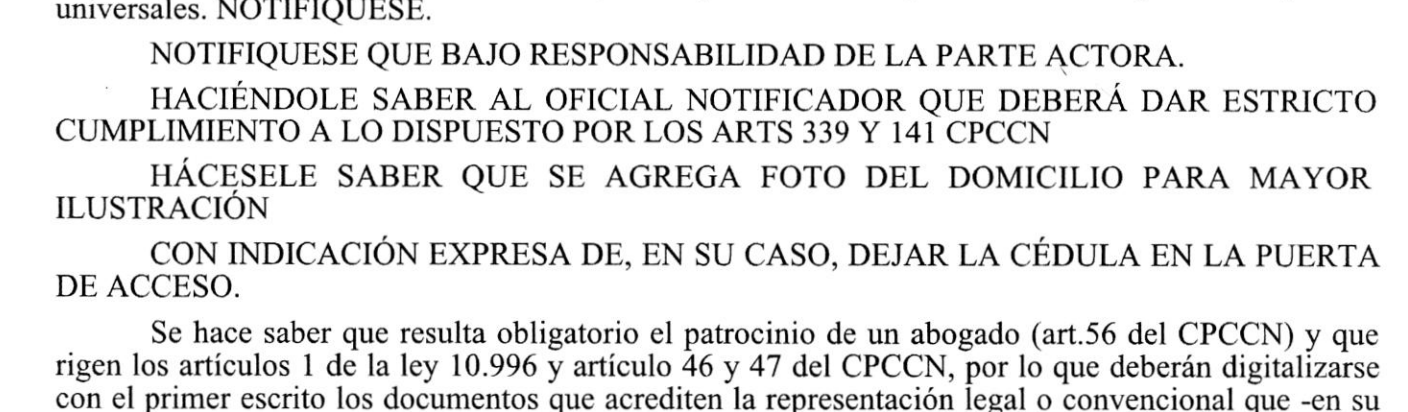 universales. NOTIFIQUESE.
NOTIFIQUESE QUE BAJO RESPONSABILIDAD DE LA PARTE ACTORA.
HACIÉNDOLE SABER AL OFICIAL NOTIFICADOR QUE DEBERÁ DAR ESTRICTO
CUMPLIMIENTO A LO DISPUESTO POR LOS ARTS 339 Y 141 CPCCN
HÁCESELE SABER QUE SE AGREGA FOTO DEL DOMICILIO PARA MAYOR
ILUSTRACIÓN
CON INDICACIÓN EXPRESA DE, EN SU CASO, DEJAR LA CÉDULA EN LA PUERTA
DE ACCESO.
Se hace saber que resulta obligatorio el patrocinio de un abogado (art.56 del CPCCN) y que
rigen los artículos 1 de la ley 10.996 y artículo 46 y 47 del CPCCN, por lo que deberán digitalizarse
con el primer escrito los documentos que acrediten la representación legal o convencional que -en su